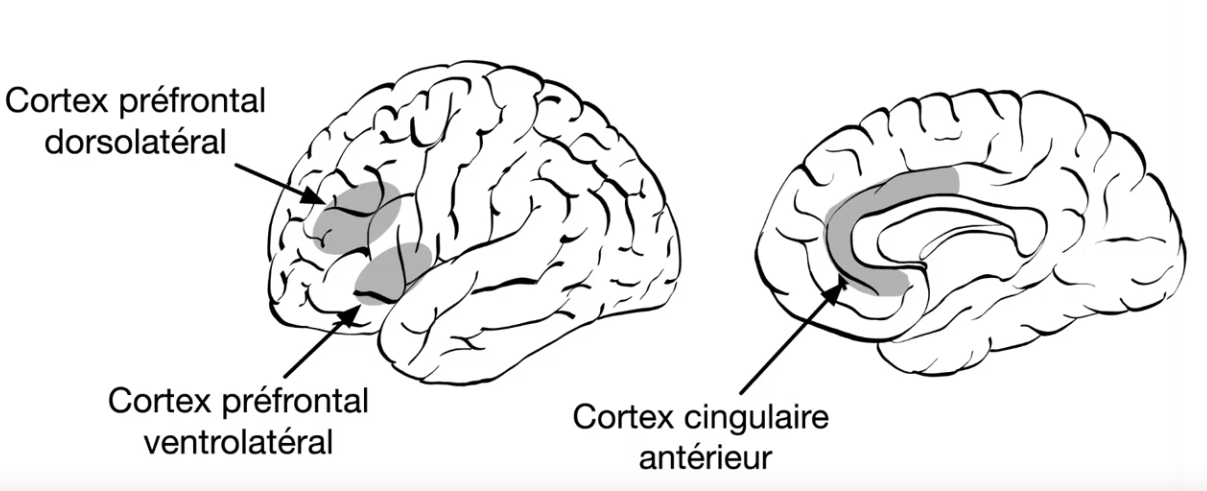 Cortex préfrontal
dorsolatéral
Cortex préfrontal
ventrolatéral
Cortex cingulaire
antérieur